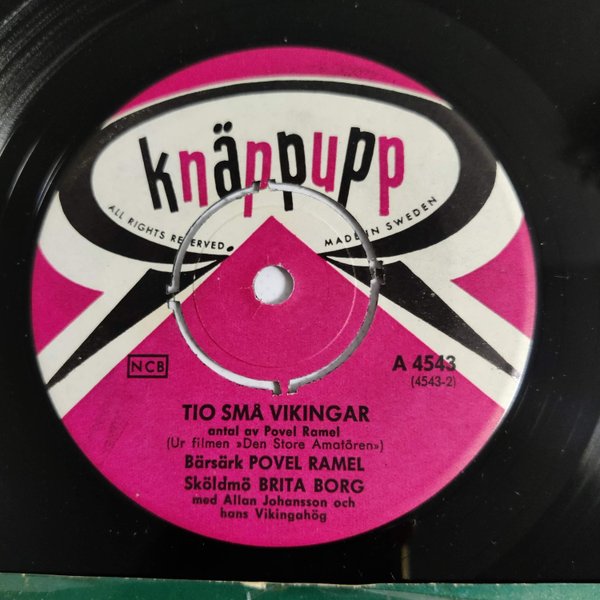 knäppupp
ALL RIGHTS RESERVED.
MADE IN SWEDEN
NCB
A 4543
(4543-2)
TIO SMÅ VIKINGAR
antal av Povel Ramel
(Ur filmen »Den Store Amatören»)
Bärsärk POVEL RAMEL
Sköldmö BRITA BORG
med Allan Johansson och
hans Vikingahög